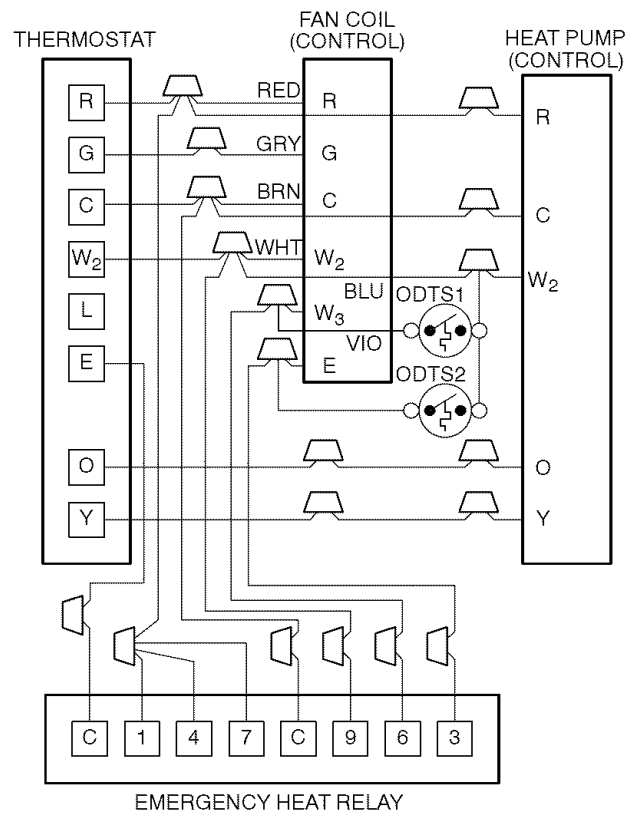 THERMOSTAT
FAN COIL
(CONTROL)
HEAT PUMP
(CONTROL)
R
RED
R
R
G
GRY
G
C
BRN
C
C
W2
WHT
W2
W2
BLU
ODTS1
L
W3
VIO
E
E
ODTS2
O
O
Y
Y
C
1
4
7
C
9
6
3
EMERGENCY HEAT RELAY